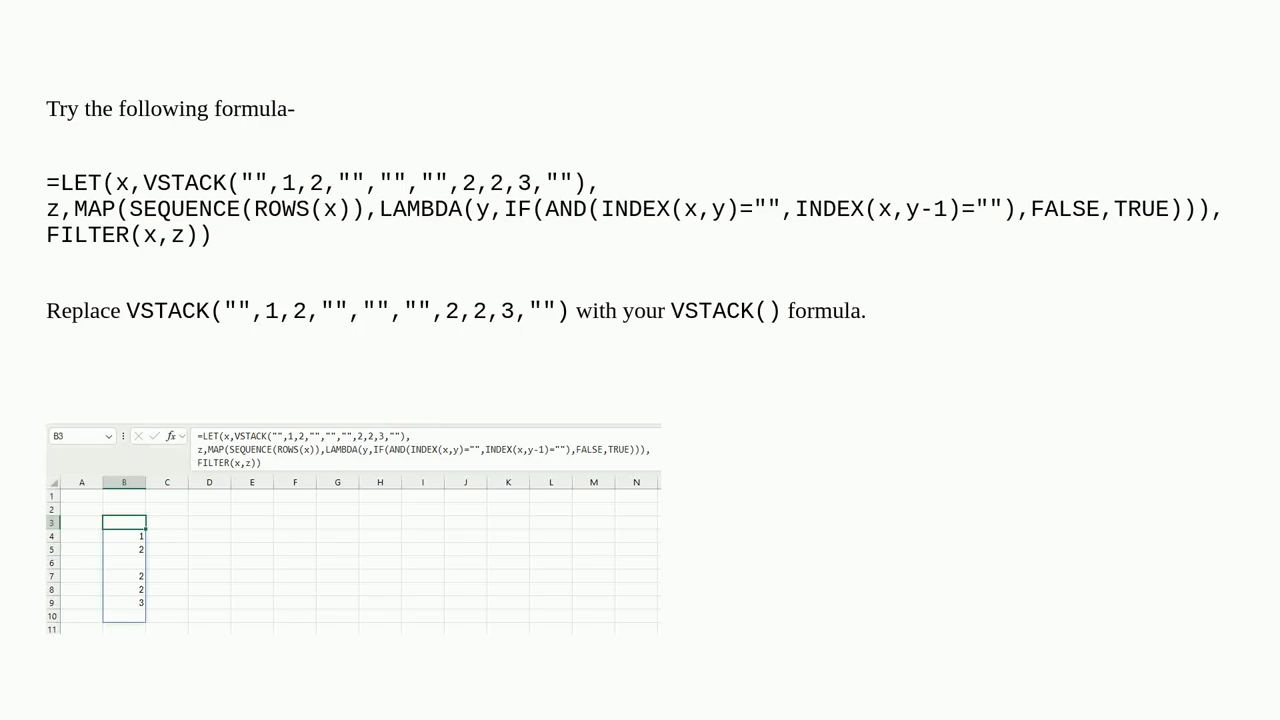 Try the following formula-
=LET(x,VSTACK("",1,2,"","","",2,2,3,""),
z,MAP(SEQUENCE(ROWS(x)),LAMBDA(y,IF(AND(INDEX(x,y)="",INDEX(x,y-1)=""),FALSE,TRUE))),
FILTER(x,z))
Replace VSTACK("",1,2,"","","",2,2,3,"") with your VSTACK() formula.
B3 fx =LET(x,VSTACK("",1,2,"","","",2,2,3,""),
z,MAP(SEQUENCE(ROWS(x)),LAMBDA(y,IF(AND(INDEX(x,y)="",INDEX(x,y-1)=""),FALSE,TRUE))),
FILTER(x,z))
A B C D E F G H I J K L M N
1
2
3
4 1
5 2
6
7 2
8 2
9 3
10
11